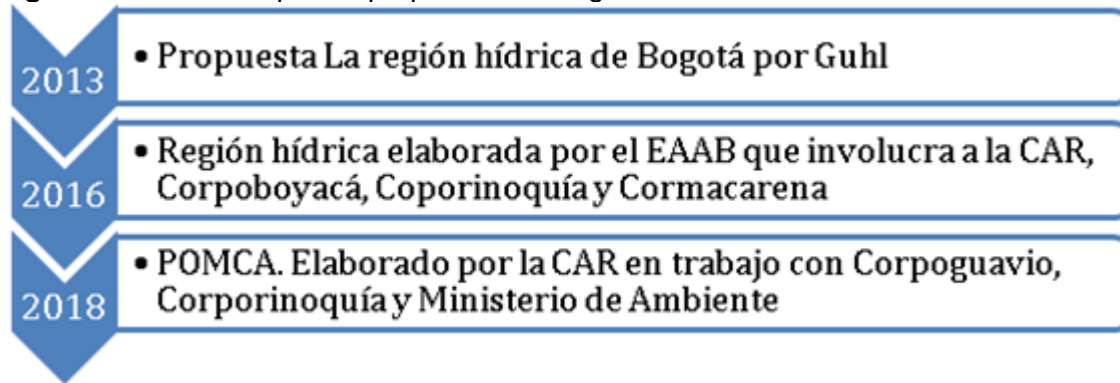 2013
• Propuesta La región hídrica de Bogotá por Guhl
2016
• Región hídrica elaborada por el EAAB que involucra a la CAR,
Corpoboyacá, Coporinoquía y Cormacarena
2018
• POMCA. Elaborado por la CAR en trabajo con Corpoguavio,
Corporinoquía y Ministerio de Ambiente